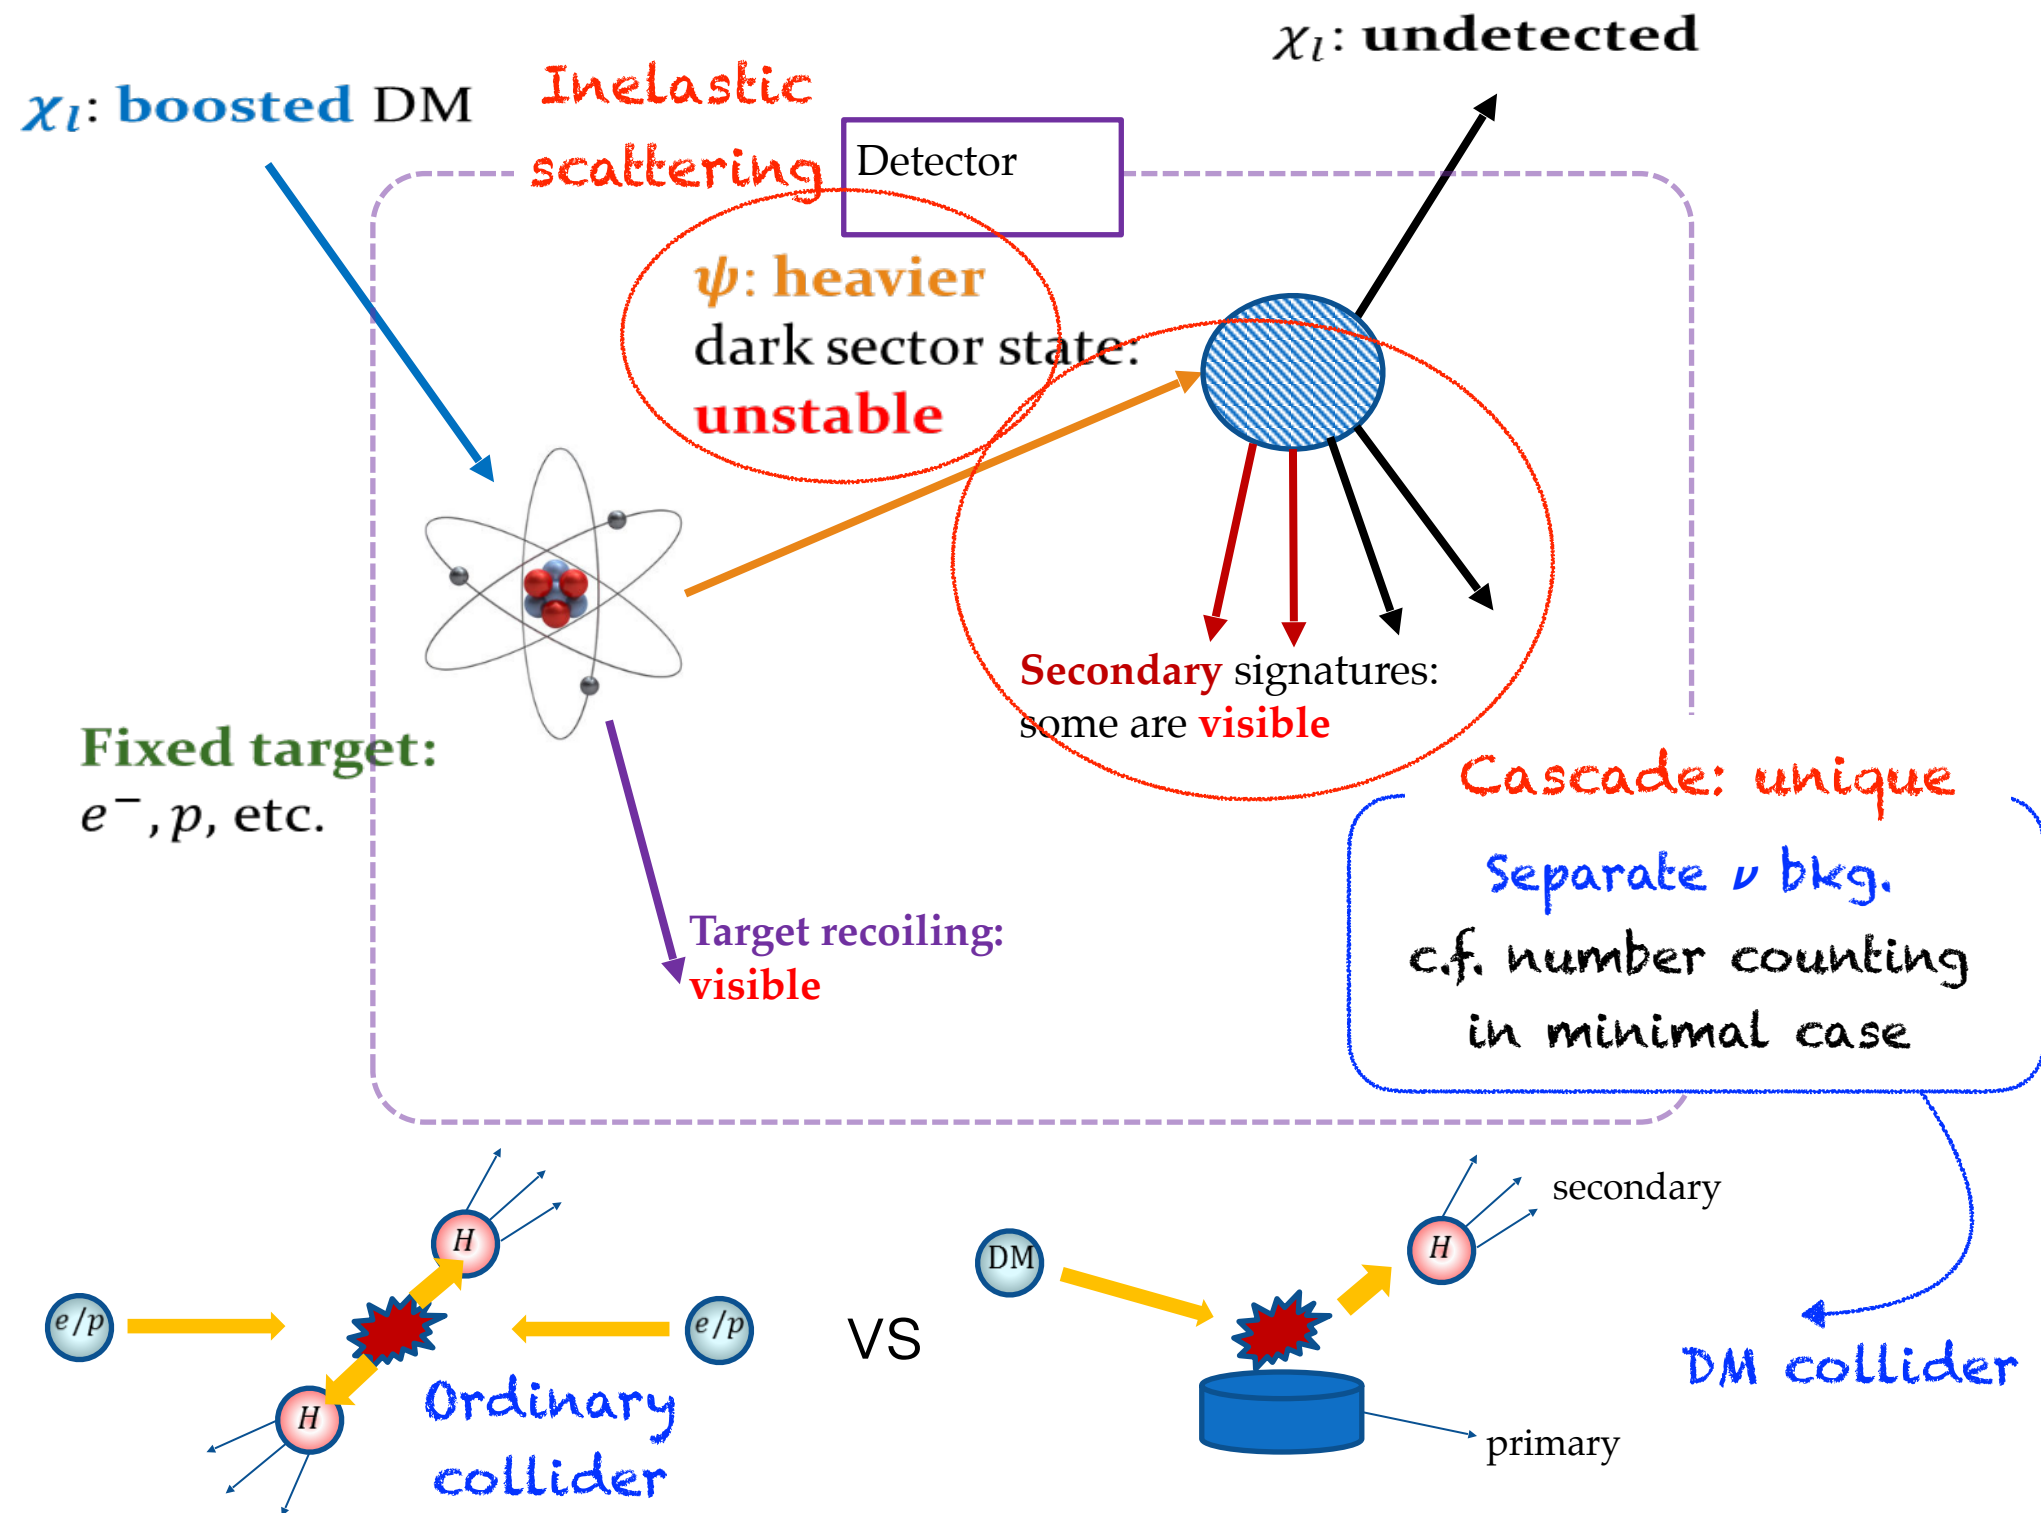 χₗ: undetected
Inelastic
scattering
χₗ: boosted DM
Detector
ψ: heavier
dark sector state:
unstable
Secondary signatures:
some are visible
Fixed target:
e⁻, p, etc.
Target recoiling:
visible
Cascade: unique
Separate ν bkg.
c.f. number counting
in minimal case
H
e/p
e/p
H
Ordinary
collider
VS
DM
H
secondary
primary
DM collider